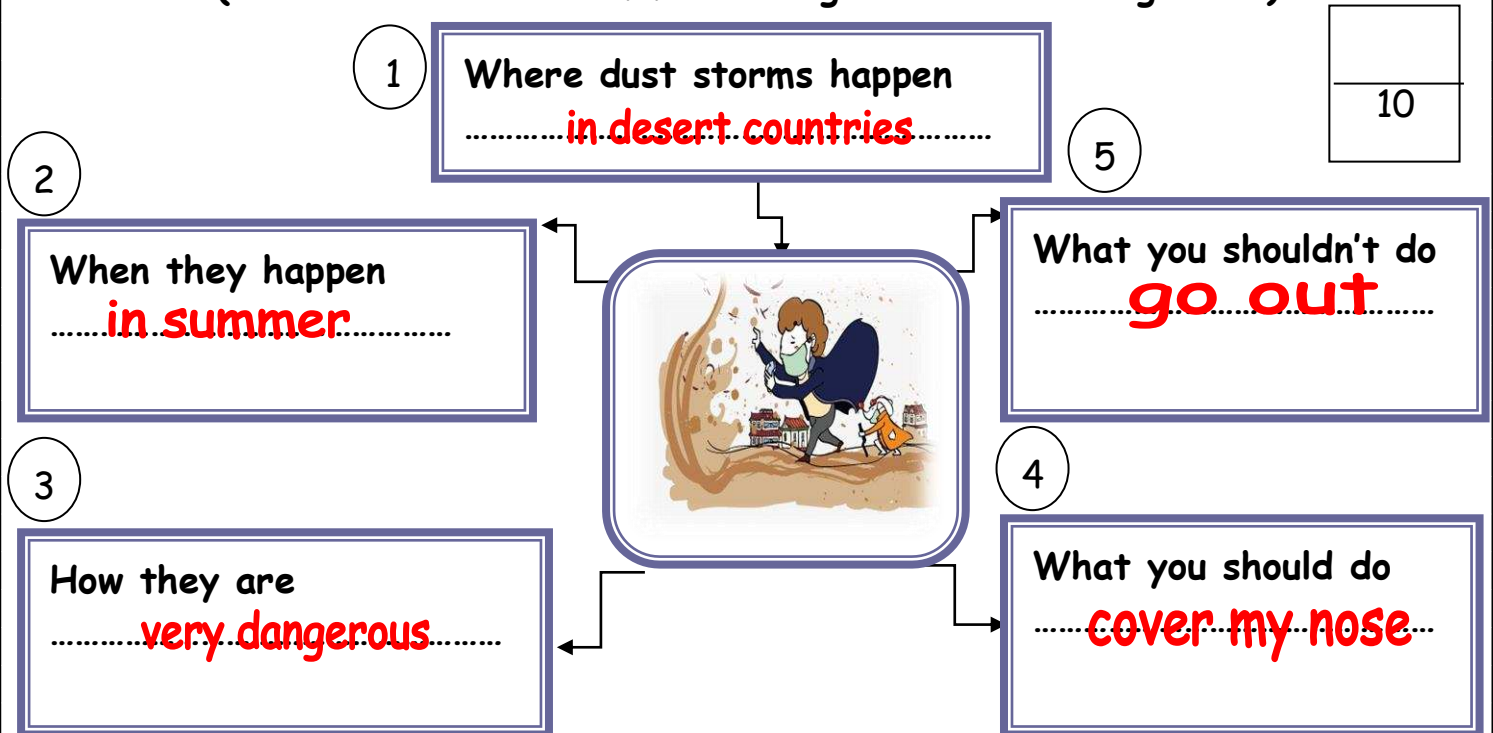 1
Where dust storms happen
in desert countries
10
2
When they happen
in summer
5
What you shouldn't do
go out
3
How they are
very dangerous
4
What you should do
cover my nose